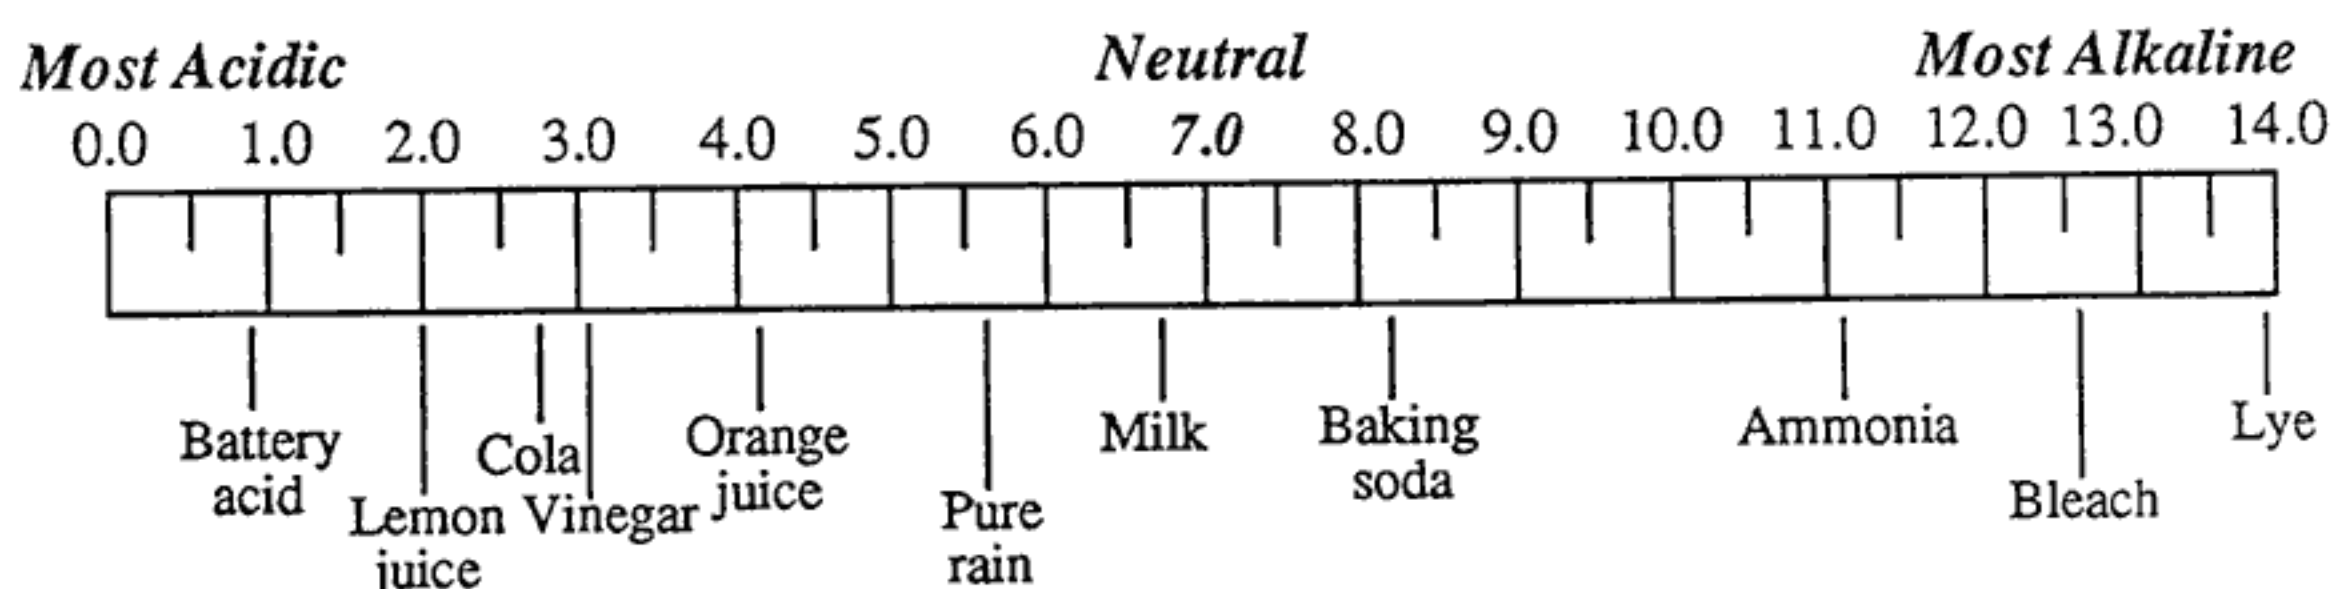 Most Acidic Neutral Most Alkaline
0.0 1.0 2.0 3.0 4.0 5.0 6.0 7.0 8.0 9.0 10.0 11.0 12.0 13.0 14.0
Battery
acid
Lemon
juice
Cola
Vinegar
Orange
juice
Pure
rain
Milk
Baking
soda
Ammonia
Bleach
Lye